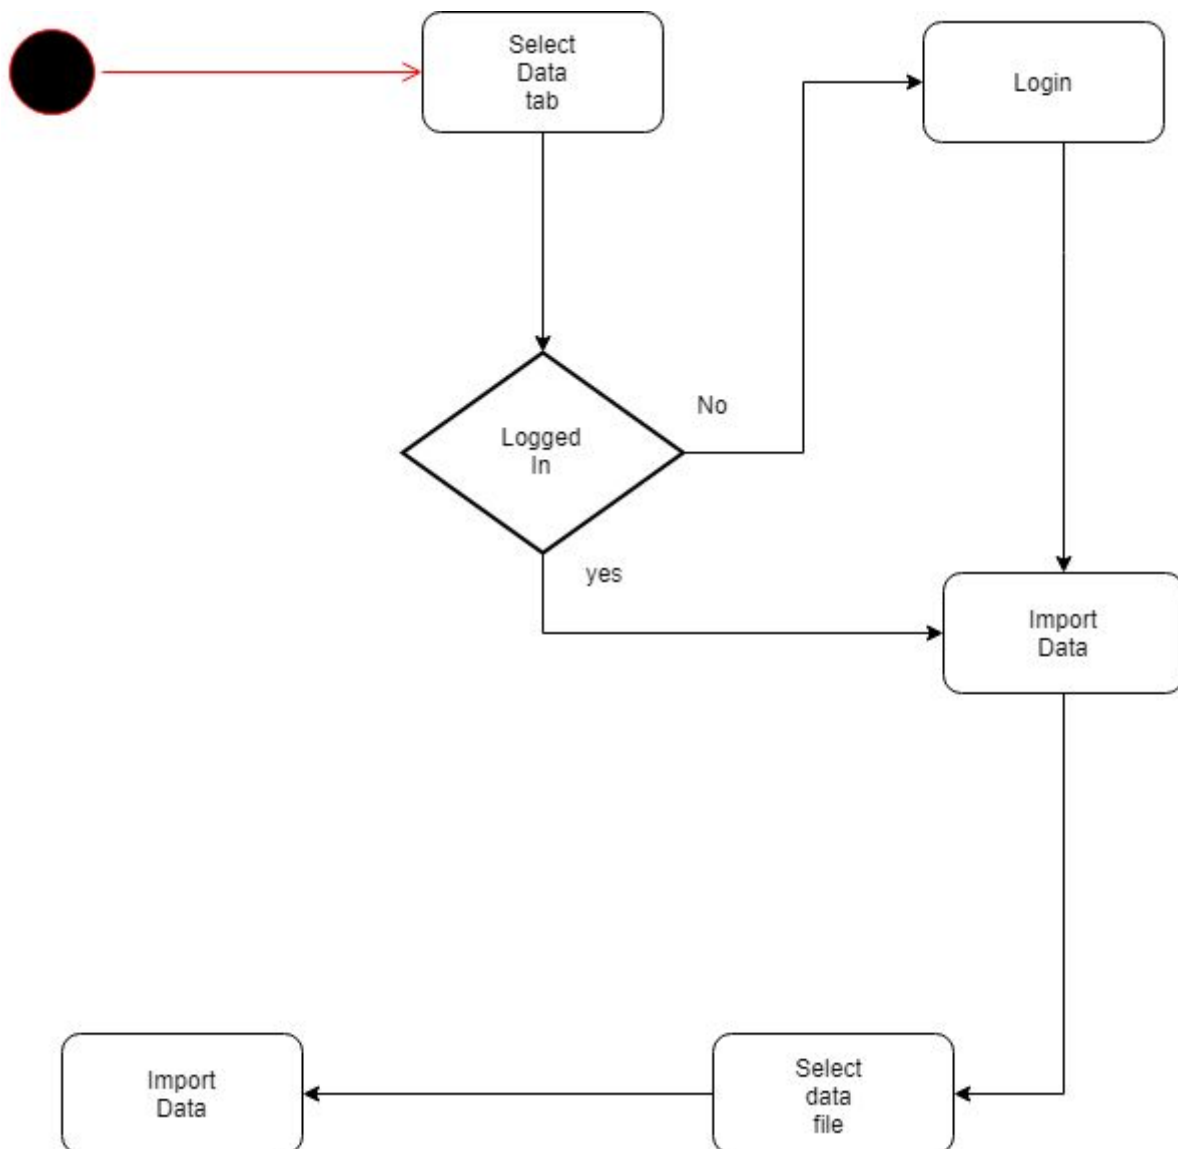 Select
Data
tab
Login
No
Logged
In
yes
Import
Data
Import
Data
Select
data
file